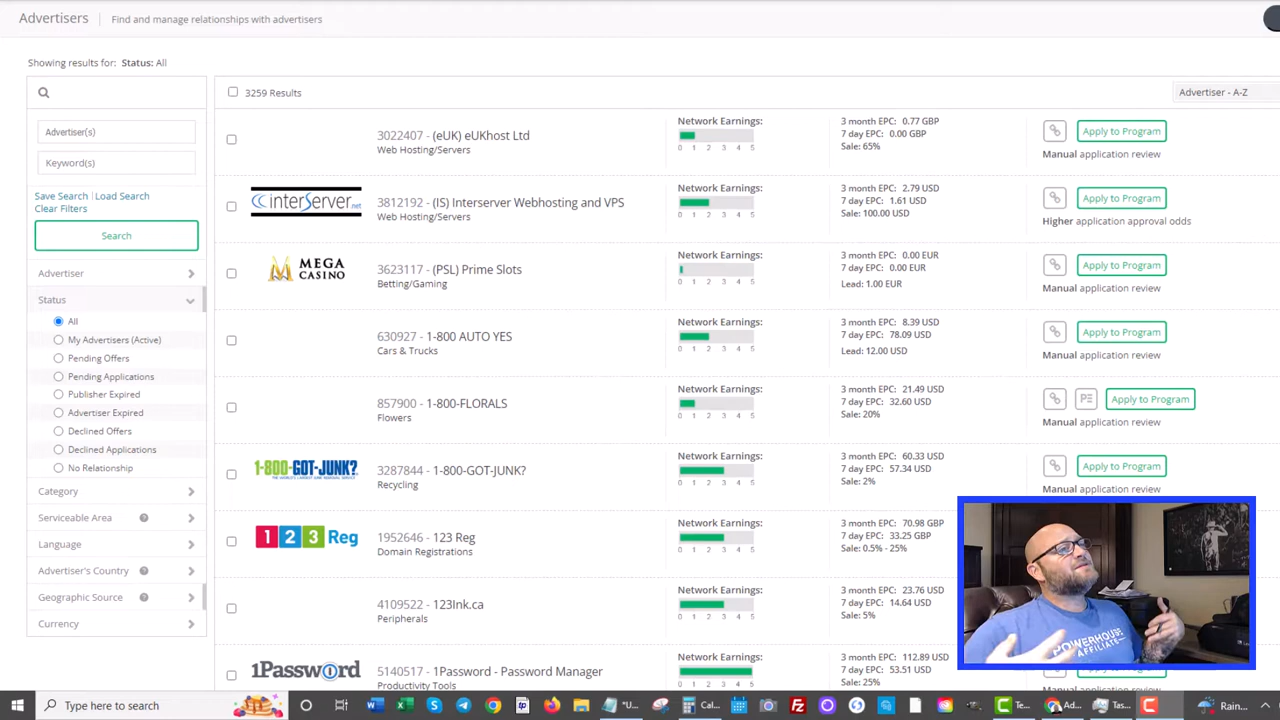 Advertisers
Find and manage relationships with advertisers
Showing results for: Status: All
3259 Results
Advertiser - A-Z
Advertiser(s)
Keyword(s)
Save Search | Load Search
Clear Filters
Search
Advertiser
Status
All
My Advertisers (Active)
Pending Offers
Pending Applications
Publisher Expired
Advertiser Expired
Declined Offers
Declined Applications
No Relationship
Category
Serviceable Area ?
Language
Advertiser's Country ?
Geographic Source ?
Currency
3022407 - (eUK) eUKhost Ltd
Web Hosting/Servers
Network Earnings:
0 1 2 3 4 5
3 month EPC: 0.77 GBP
7 day EPC: 0.00 GBP
Sale: 65%
Apply to Program
Manual application review
interServer.net
3812192 - (IS) Interserver Webhosting and VPS
Web Hosting/Servers
Network Earnings:
0 1 2 3 4 5
3 month EPC: 2.79 USD
7 day EPC: 1.61 USD
Sale: 100.00 USD
Apply to Program
Higher application approval odds
MEGA
CASINO
3623117 - (PSL) Prime Slots
Betting/Gaming
Network Earnings:
0 1 2 3 4 5
3 month EPC: 0.00 EUR
7 day EPC: 0.00 EUR
Lead: 1.00 EUR
Apply to Program
Manual application review
630927 - 1-800 AUTO YES
Cars & Trucks
Network Earnings:
0 1 2 3 4 5
3 month EPC: 8.39 USD
7 day EPC: 78.09 USD
Lead: 12.00 USD
Apply to Program
Manual application review
857900 - 1-800-FLORALS
Flowers
Network Earnings:
0 1 2 3 4 5
3 month EPC: 21.49 USD
7 day EPC: 32.60 USD
Sale: 20%
PE
Apply to Program
Manual application review
1-800-GOT-JUNK?
3287844 - 1-800-GOT-JUNK?
Recycling
Network Earnings:
0 1 2 3 4 5
3 month EPC: 60.33 USD
7 day EPC: 57.34 USD
Sale: 2%
Apply to Program
Manual application review
123 Reg
1952646 - 123 Reg
Domain Registrations
Network Earnings:
0 1 2 3 4 5
3 month EPC: 70.98 GBP
7 day EPC: 33.25 GBP
Sale: 0.5% - 25%
4109522 - 123Ink.ca
Peripherals
Network Earnings:
0 1 2 3 4 5
3 month EPC: 23.76 USD
7 day EPC: 14.64 USD
Sale: 5%
1Password
5140517 - 1Password - Password Manager
Productivity Tools
Network Earnings:
0 1 2 3 4 5
3 month EPC: 112.89 USD
7 day EPC: 53.51 USD
Sale: 25%
POWERHOUSE
AFFILIATE
Type here to search
tp
*U...
Cal...
Te...
Ad...
Tas...
Rain...